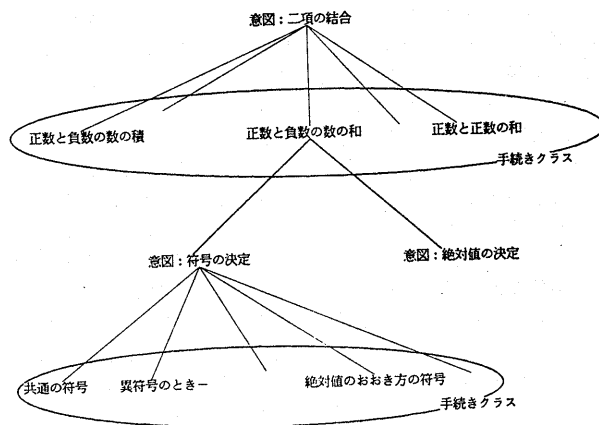 意図：二項の結合
正数と負数の数の積
正数と負数の数の和
正数と正数の和
手続きクラス
意図：符号の決定
意図：絶対値の決定
共通の符号
異符号のときー
絶対値のおおき方の符号
手続きクラス